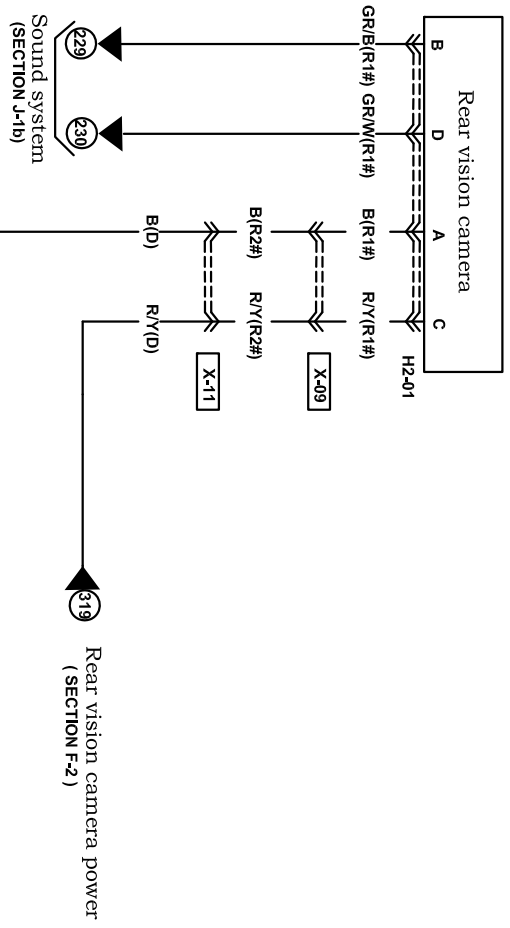 Rear vision camera
B
D
A
C
H2-01
GR/B(R1#)
GR/W(R1#)
B(R1#)
R/Y(R1#)
X-09
B(R2#)
R/Y(R2#)
X-11
B(D)
R/Y(D)
229
230
Sound system
(SECTION J-1b)
319
Rear vision camera power
( SECTION F-2 )